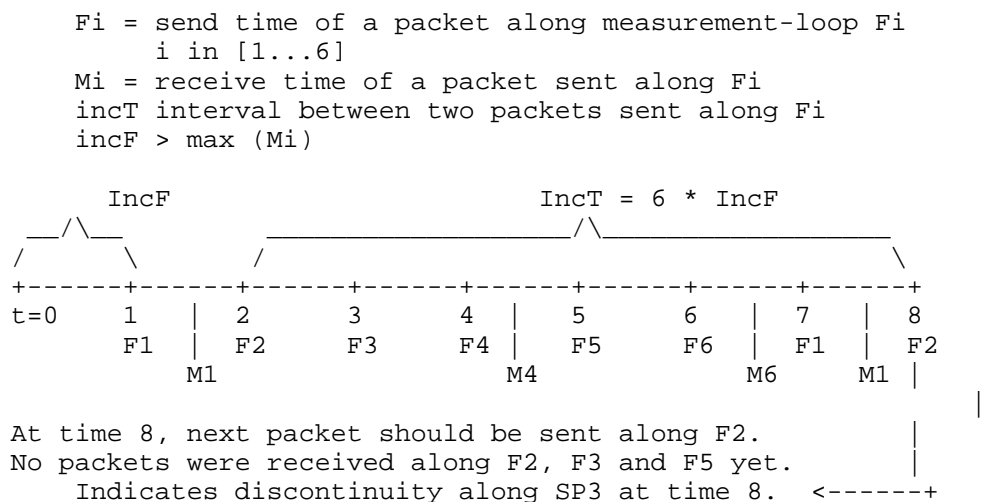 Fi = send time of a packet along measurement-loop Fi
i in [1...6]
Mi = receive time of a packet sent along Fi
incT interval between two packets sent along Fi
incF > max (Mi)
IncF IncT = 6 * IncF
__/\__ ___________________/\__________________
/ \ / \
+------+------+------+------+------+------+------+------+
t=0 1 | 2 3 4 | 5 6 | 7 | 8
F1 | F2 F3 F4 | F5 F6 | F1 | F2
M1 M4 M6 M1 |
|
At time 8, next packet should be sent along F2. |
No packets were received along F2, F3 and F5 yet. |
Indicates discontinuity along SP3 at time 8. <------+